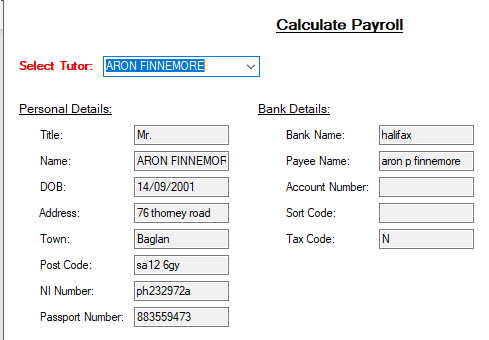 Calculate Payroll
Select Tutor: ARON FINNEMORE
Personal Details:
Title: Mr.
Name: ARON FINNEMOR
DOB: 14/09/2001
Address: 76 thorney road
Town: Baglan
Post Code: sa12 6gy
NI Number: ph232972a
Passport Number: 883559473
Bank Details:
Bank Name: halifax
Payee Name: aron p finnemore
Account Number:
Sort Code:
Tax Code: N